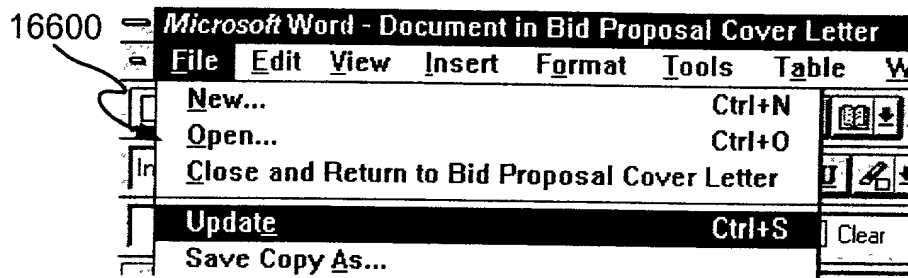 16600
Microsoft Word - Document in Bid Proposal Cover Letter
File Edit View Insert Format Tools Table W
New... Ctrl+N
Open... Ctrl+O
In
Close and Return to Bid Proposal Cover Letter U
Update Ctrl+S Clear
Save Copy As...